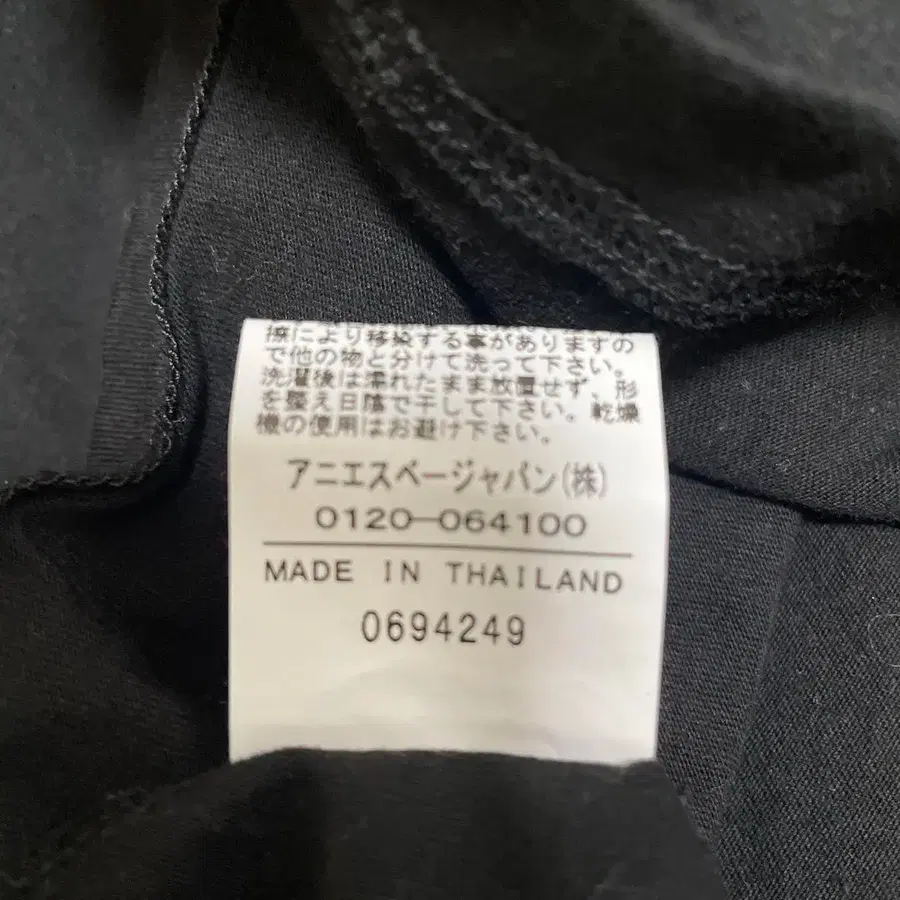 擦により移染する事がありますの
で他の物と分けて洗って下さい。
洗濯後は濡れたまま放置せず、形
を整え日陰で干して下さい。乾燥
機の使用はお避け下さい。
アニエスベージャパン(株)
0120-064100
MADE IN THAILAND
0694249